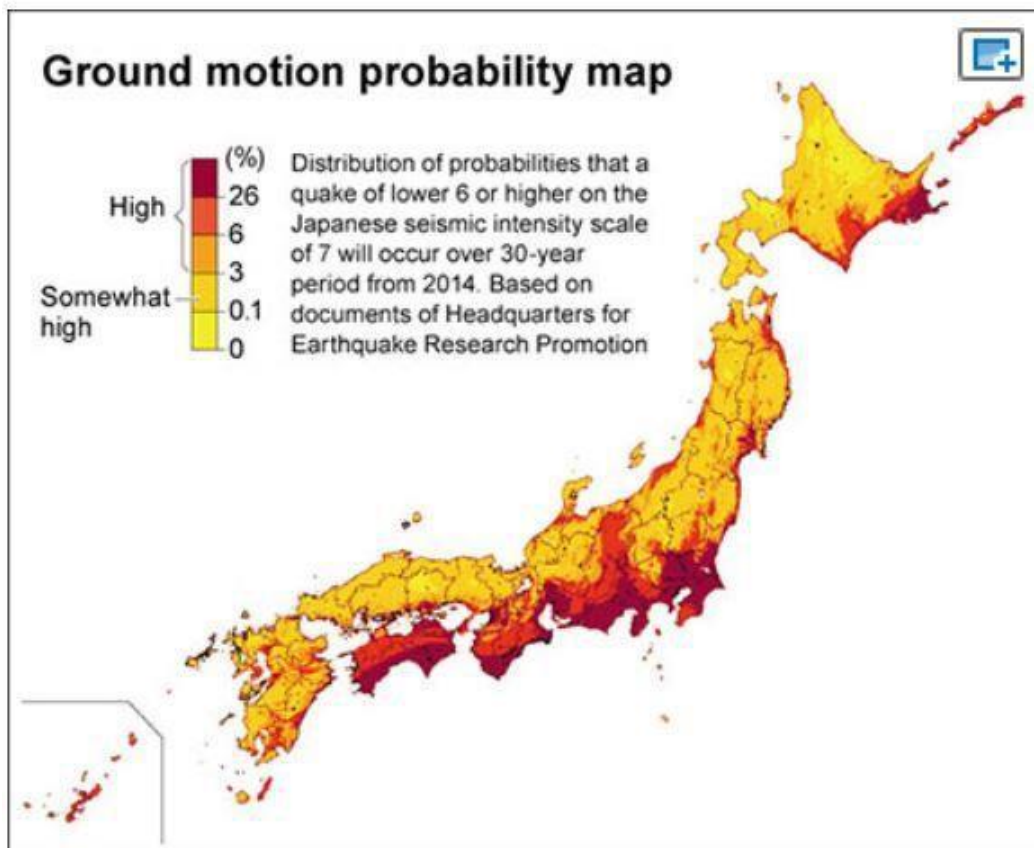 Ground motion probability map
(%)
High
26
6
3
Somewhat high
0.1
0
Distribution of probabilities that a
quake of lower 6 or higher on the
Japanese seismic intensity scale
of 7 will occur over 30-year
period from 2014. Based on
documents of Headquarters for
Earthquake Research Promotion